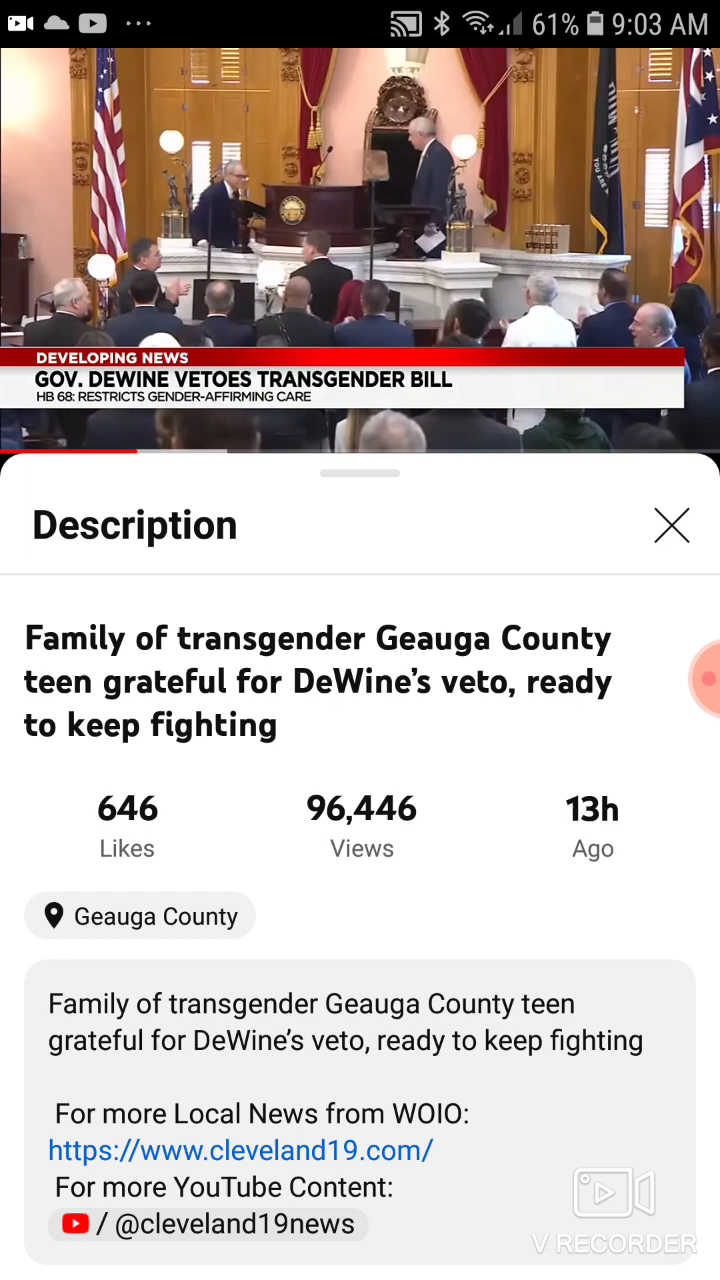 61% 9:03 AM
YOU A
DEVELOPING NEWS
GOV. DEWINE VETOES TRANSGENDER BILL
HB 68: RESTRICTS GENDER-AFFIRMING CARE
Description
Family of transgender Geauga County
teen grateful for DeWine’s veto, ready
to keep fighting
646 96,446 13h
Likes Views Ago
Geauga County
Family of transgender Geauga County teen
grateful for DeWine’s veto, ready to keep fighting
For more Local News from WOIO:
https://www.cleveland19.com/
For more YouTube Content:
/ @cleveland19news
V RECORDER